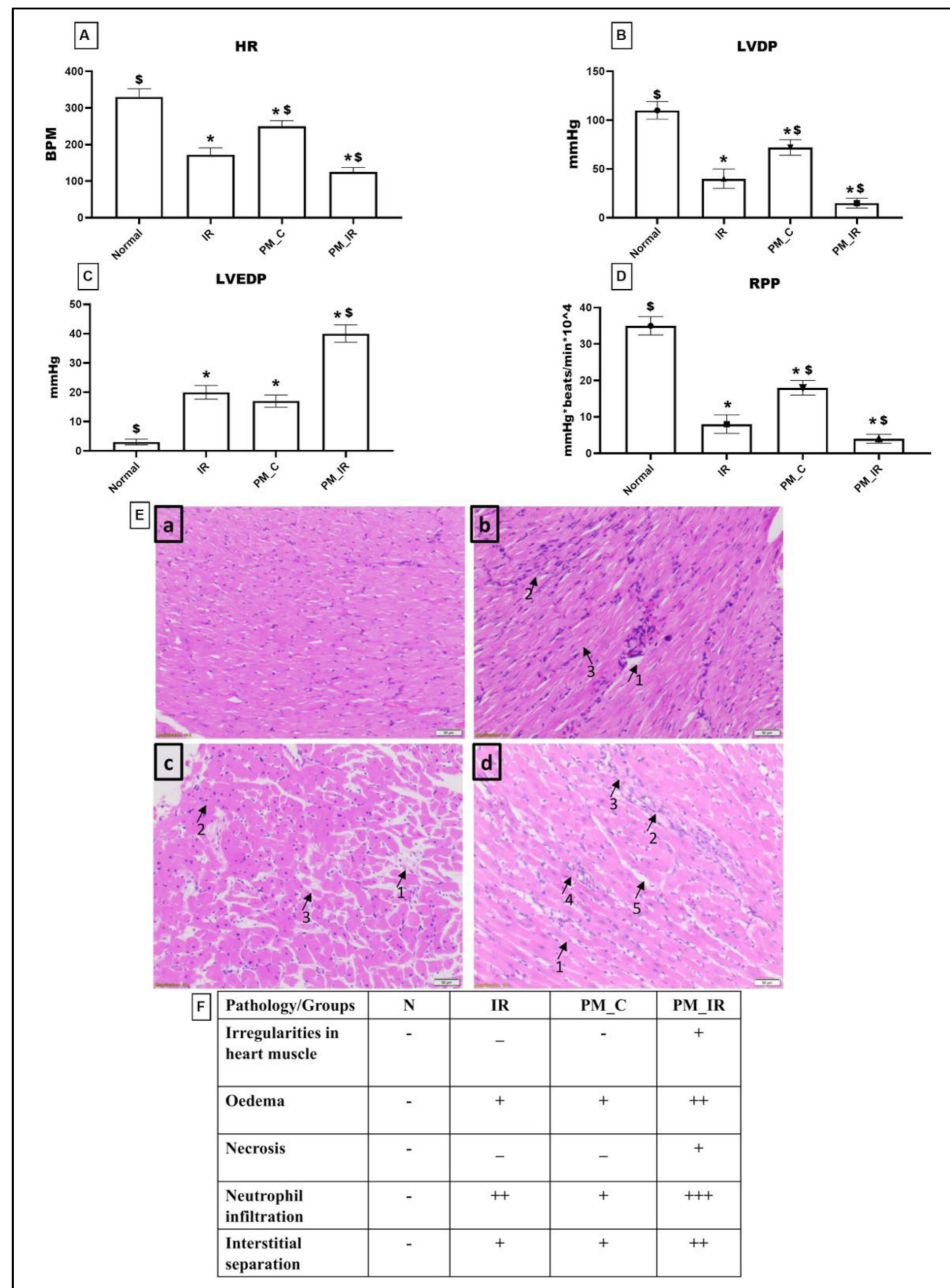 A
HR
BPM
400
300
200
100
0
$
*
* $
* $
Normal
IR
PM_C
PM_IR
B
LVDP
mmHg
150
100
50
0
$
*
* $
* $
Normal
IR
PM_C
PM_IR
C
LVEDP
mmHg
50
40
30
20
10
0
$
*
*
* $
Normal
IR
PM_C
PM_IR
D
RPP
mmHg*beats/min*10^4
40
30
20
10
0
$
*
* $
* $
Normal
IR
PM_C
PM_IR
E
a
b
2
3
1
c
2
3
1
d
3
2
4
5
1
F
Pathology/Groups N IR PM_C PM_IR
Irregularities in - _ - +
heart muscle
Oedema - + + ++
Necrosis - _ _ +
Neutrophil - ++ + +++
infiltration
Interstitial - + + ++
separation